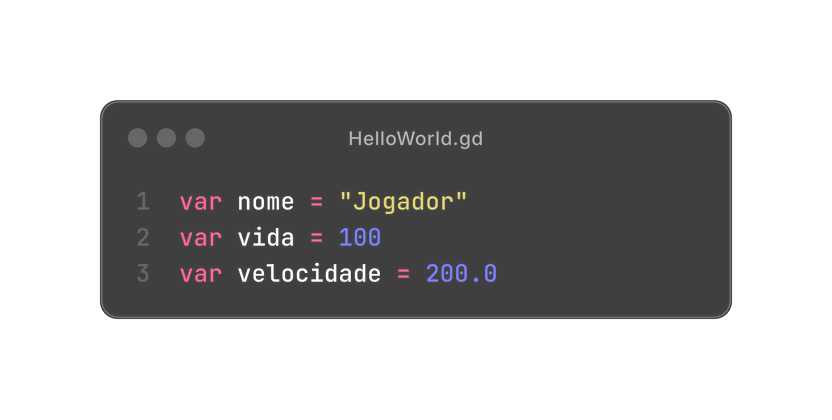 HelloWorld.gd
1 var nome = "Jogador"
2 var vida = 100
3 var velocidade = 200.0